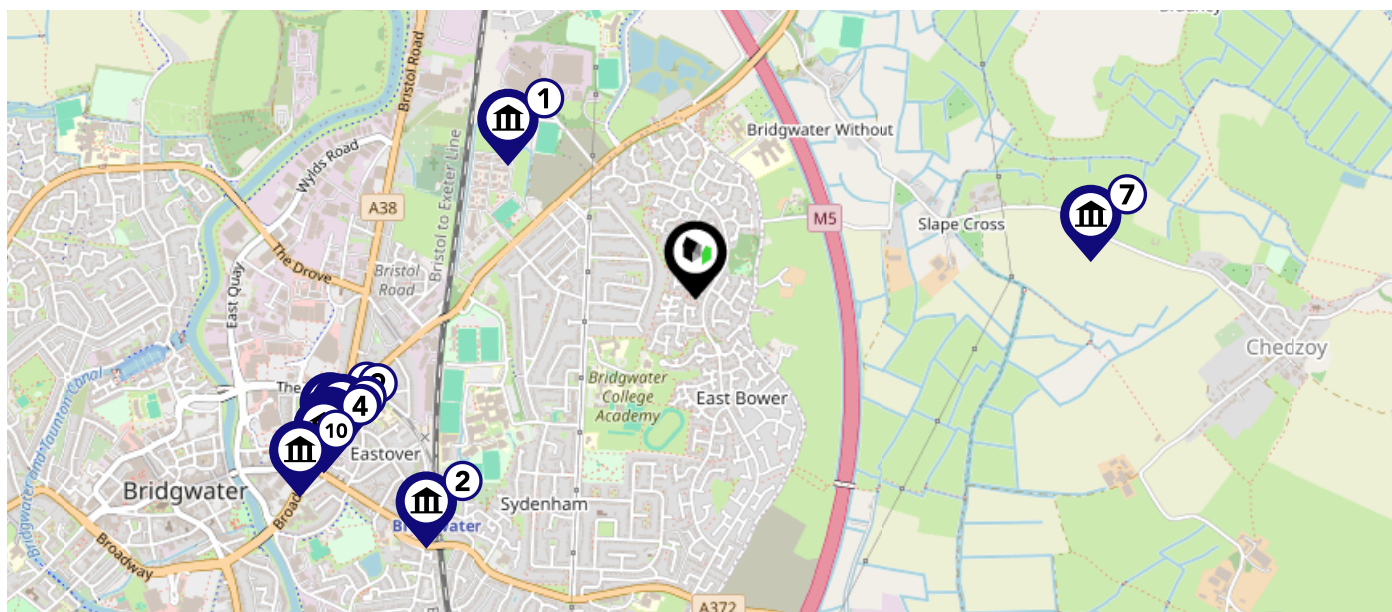 Bristol Road
1
Bridgwater Without
Wylds Road
Bristol to Exeter Line
7
A38
M5
Slape Cross
The Drove
Bristol
Road
East Quay
Chedzoy
Bridgwater and Taunton Canal
The
9
4
Bridgwater
College
Academy
East Bower
10
Eastover
2
Bridgwater
Sydenham
Broadway
A372